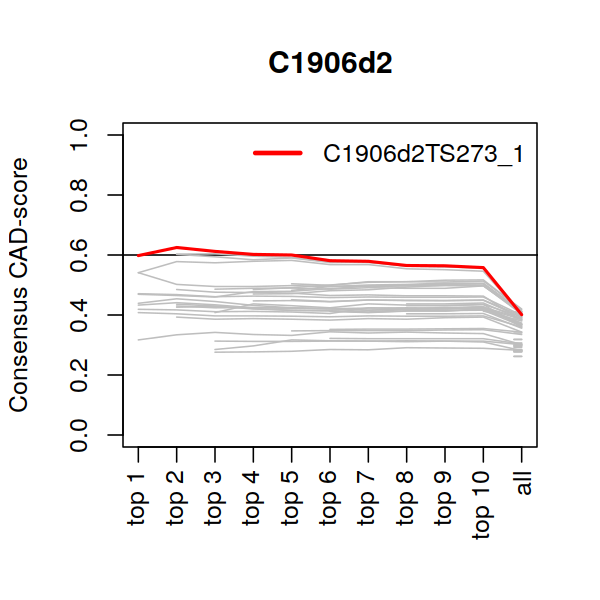 C1906d2
C1906d2TS273_1
Consensus CAD-score
1.0
0.8
0.6
0.4
0.2
0.0
top 1
top 2
top 3
top 4
top 5
top 6
top 7
top 8
top 9
top 10
all